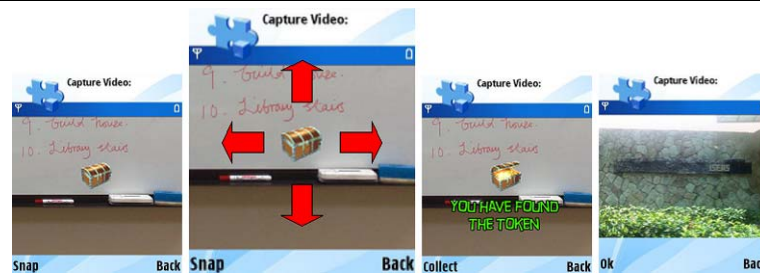 Capture Video:
9. Guild house.
10. Library stairs
Snap
Back
Capture Video:
9. Guild house.
10. Library stairs
Snap
Back
Capture Video:
9. Guild house.
10. Library stairs
YOU HAVE FOUND
THE TOKEN
Collect
Back
Capture Video:
Ok
Bac